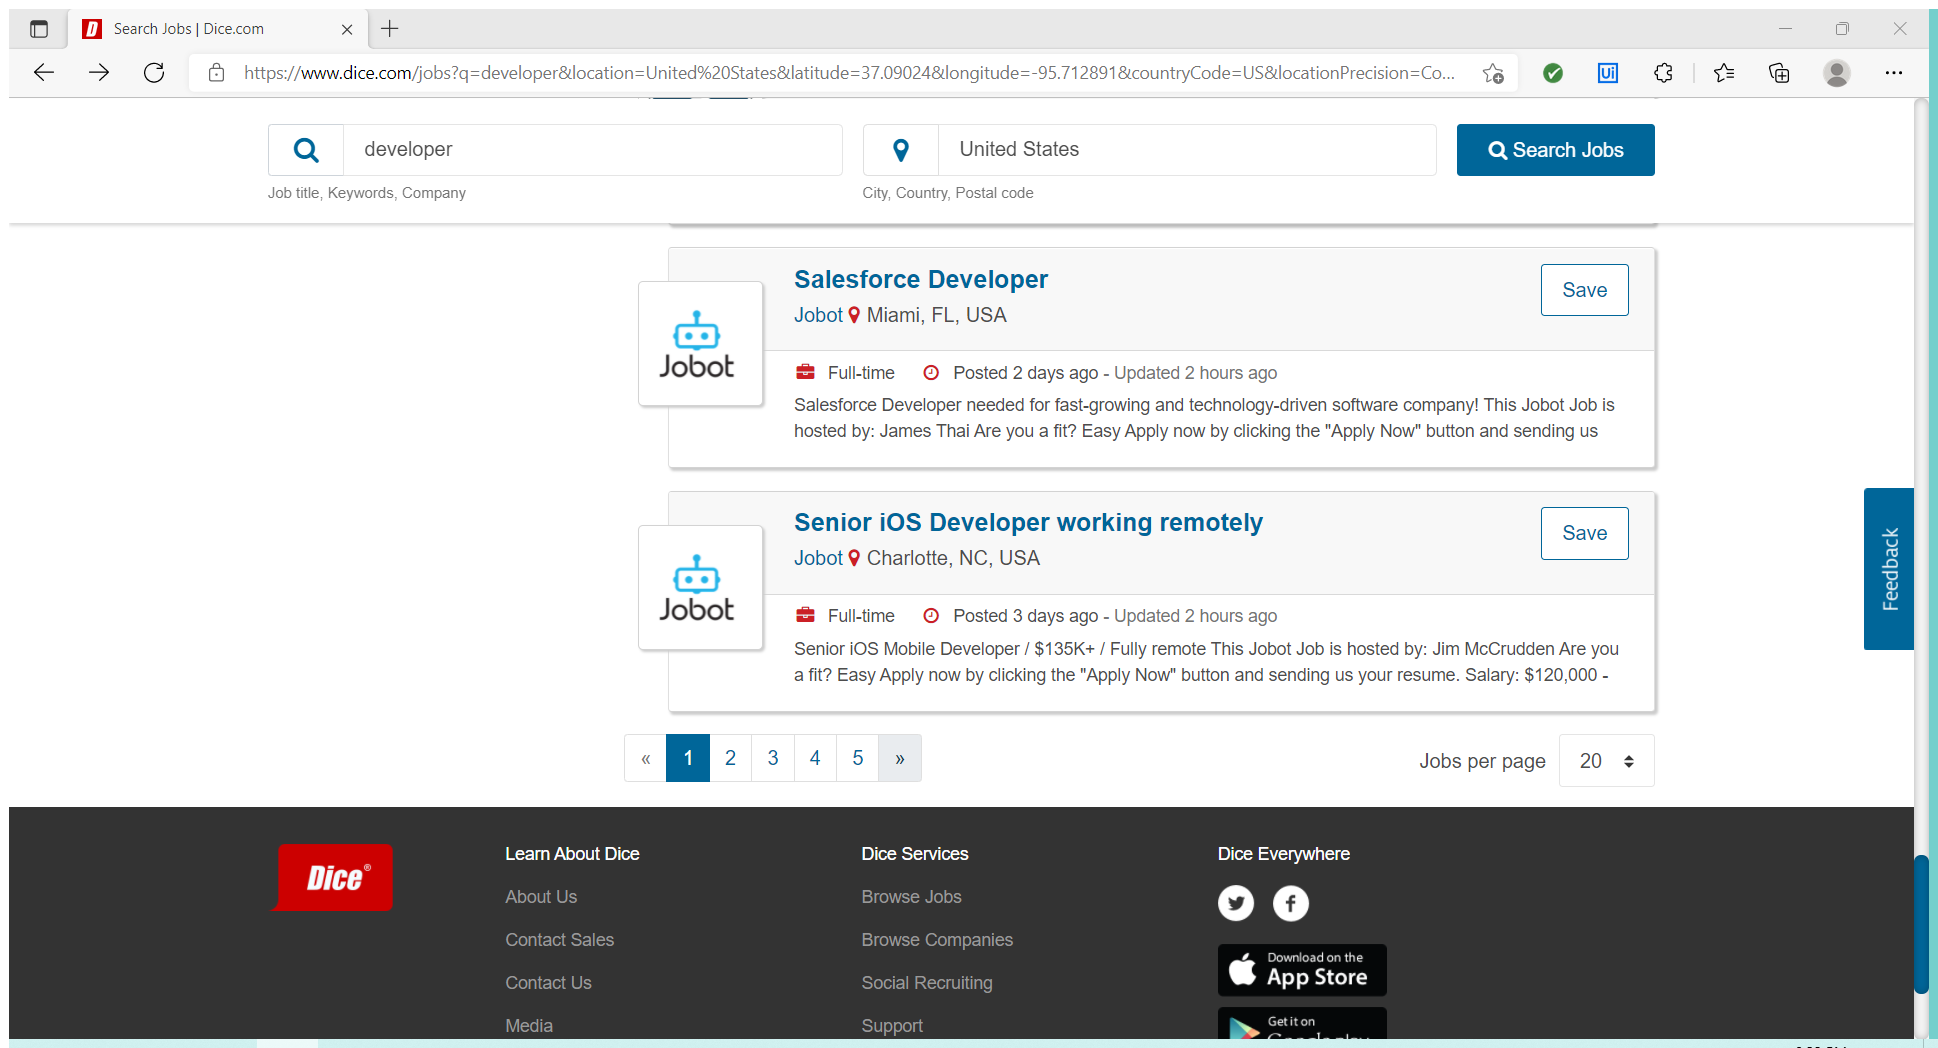 Search Jobs | Dice.com
https://www.dice.com/jobs?q=developer&location=United%20States&latitude=37.09024&longitude=-95.712891&countryCode=US&locationPrecision=Co...
Ui
developer
United States
Search Jobs
Job title, Keywords, Company
City, Country, Postal code
Salesforce Developer
Save
Jobot Miami, FL, USA
Jobot
Full-time Posted 2 days ago - Updated 2 hours ago
Salesforce Developer needed for fast-growing and technology-driven software company! This Jobot Job is
hosted by: James Thai Are you a fit? Easy Apply now by clicking the "Apply Now" button and sending us
Senior iOS Developer working remotely
Save
Jobot Charlotte, NC, USA
Jobot
Full-time Posted 3 days ago - Updated 2 hours ago
Senior iOS Mobile Developer / $135K+ / Fully remote This Jobot Job is hosted by: Jim McCrudden Are you
a fit? Easy Apply now by clicking the "Apply Now" button and sending us your resume. Salary: $120,000 -
Feedback
« 1 2 3 4 5 »
Jobs per page 20
Dice®
Learn About Dice
About Us
Contact Sales
Contact Us
Media
Dice Services
Browse Jobs
Browse Companies
Social Recruiting
Support
Dice Everywhere
Download on the
App Store
Get it on